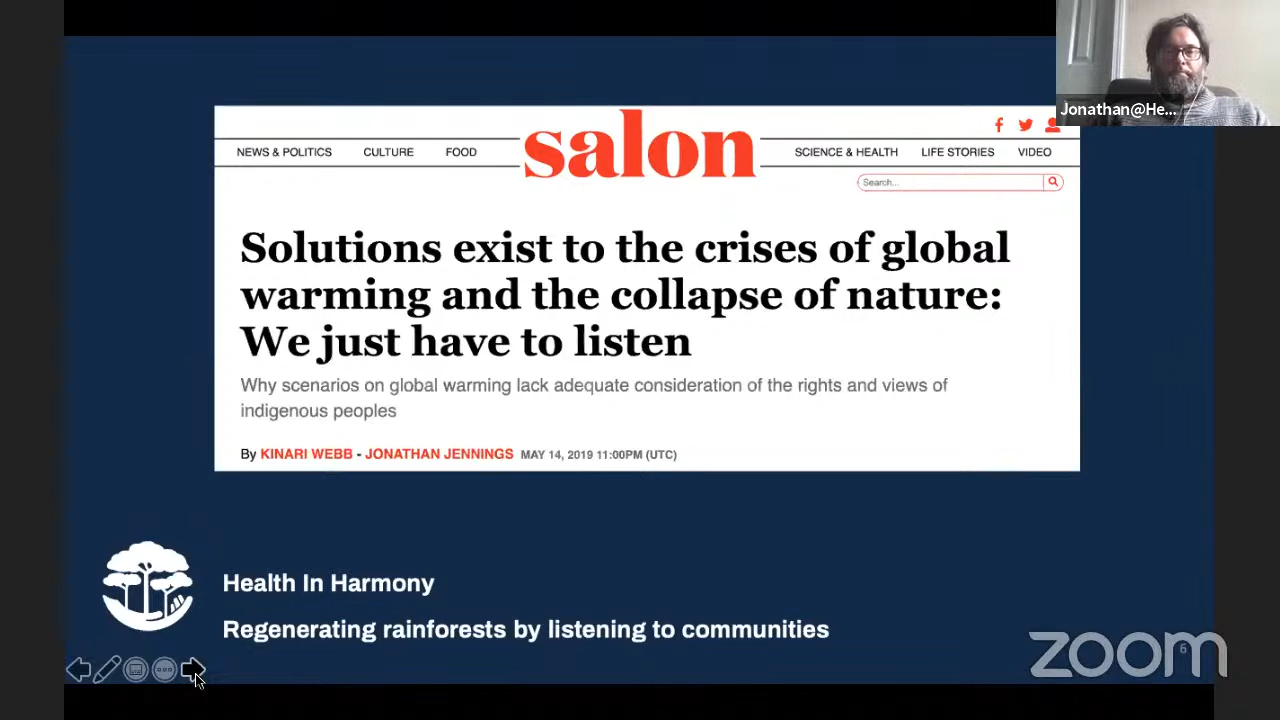 Jonathan@He...
salon
NEWS & POLITICS CULTURE FOOD SCIENCE & HEALTH LIFE STORIES VIDEO
Search...
Solutions exist to the crises of global
warming and the collapse of nature:
We just have to listen
Why scenarios on global warming lack adequate consideration of the rights and views of
indigenous peoples
By KINARI WEBB - JONATHAN JENNINGS MAY 14, 2019 11:00PM (UTC)
Health In Harmony
Regenerating rainforests by listening to communities
zoom
6